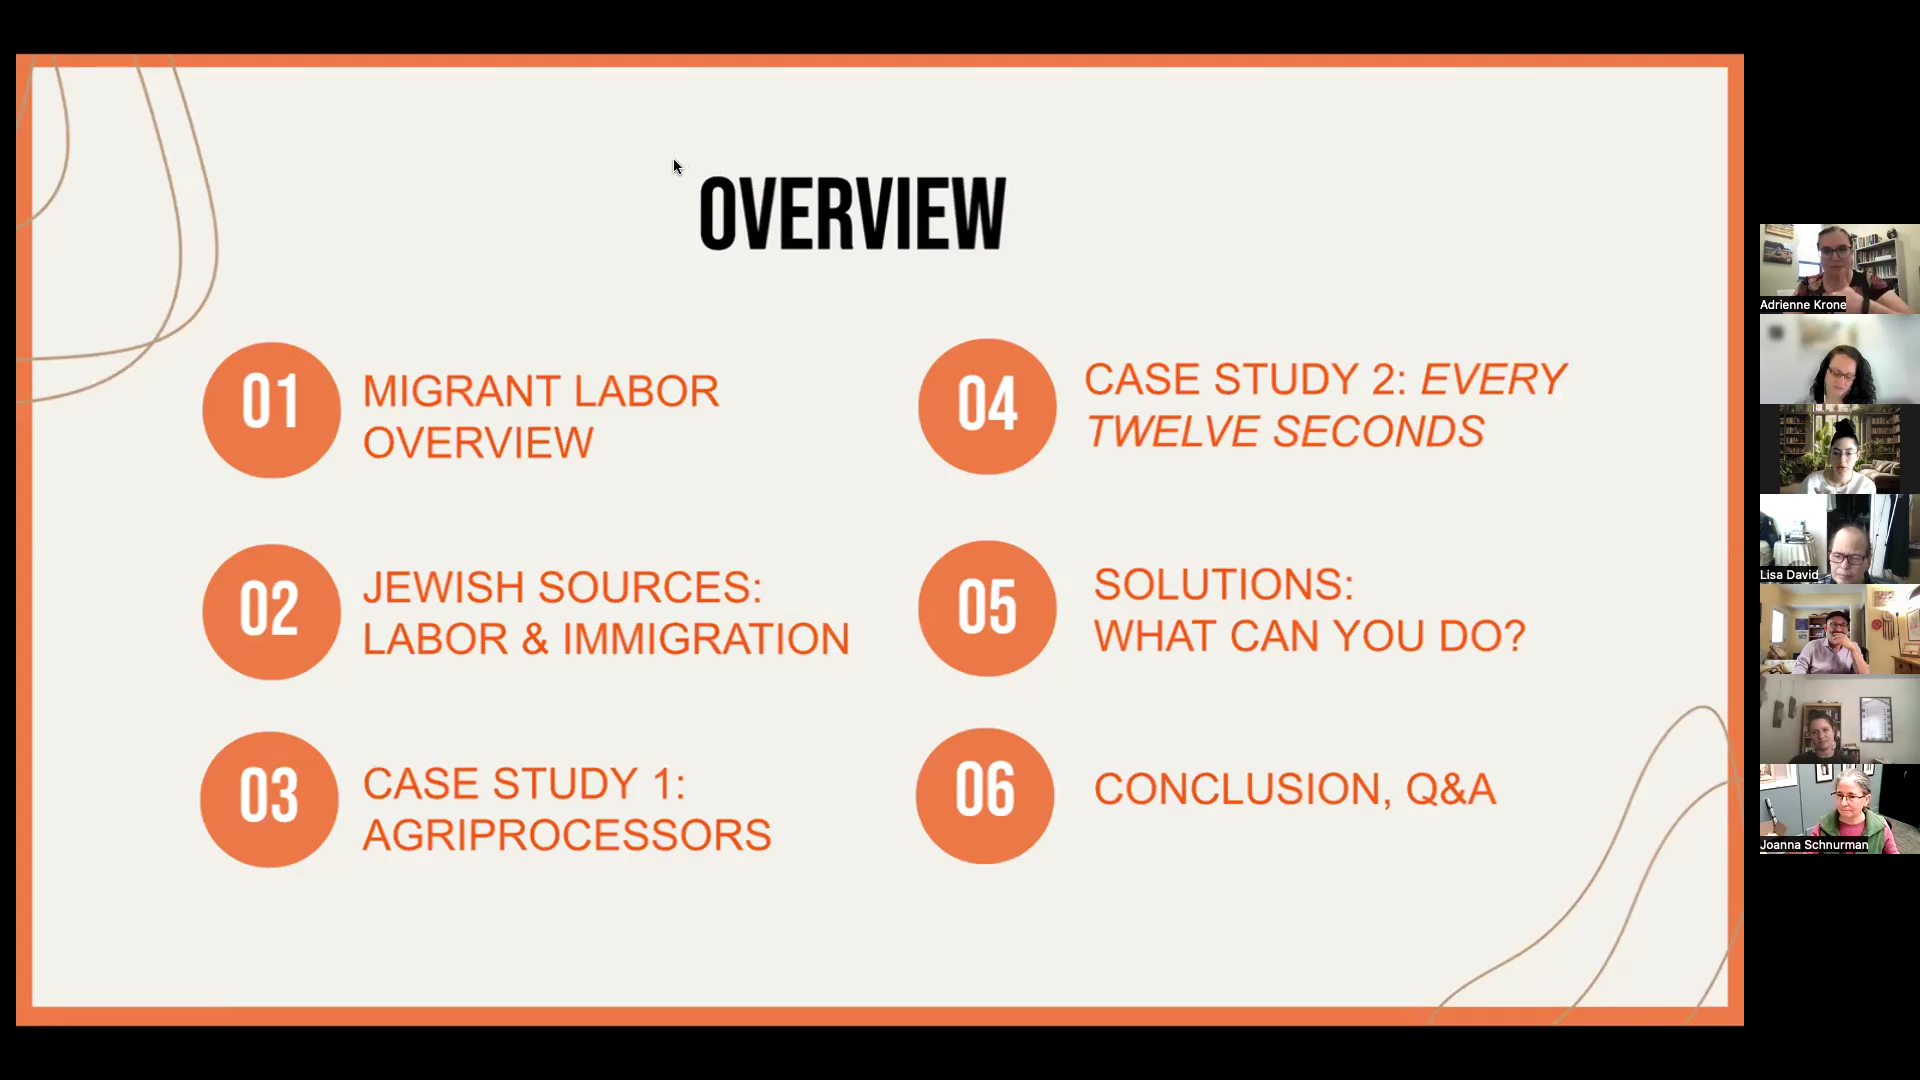 OVERVIEW
01
MIGRANT LABOR
OVERVIEW
02
JEWISH SOURCES:
LABOR & IMMIGRATION
03
CASE STUDY 1:
AGRIPROCESSORS
04
CASE STUDY 2: EVERY
TWELVE SECONDS
05
SOLUTIONS:
WHAT CAN YOU DO?
06
CONCLUSION, Q&A
Adrienne Krone
Lisa David
Joanna Schnurman